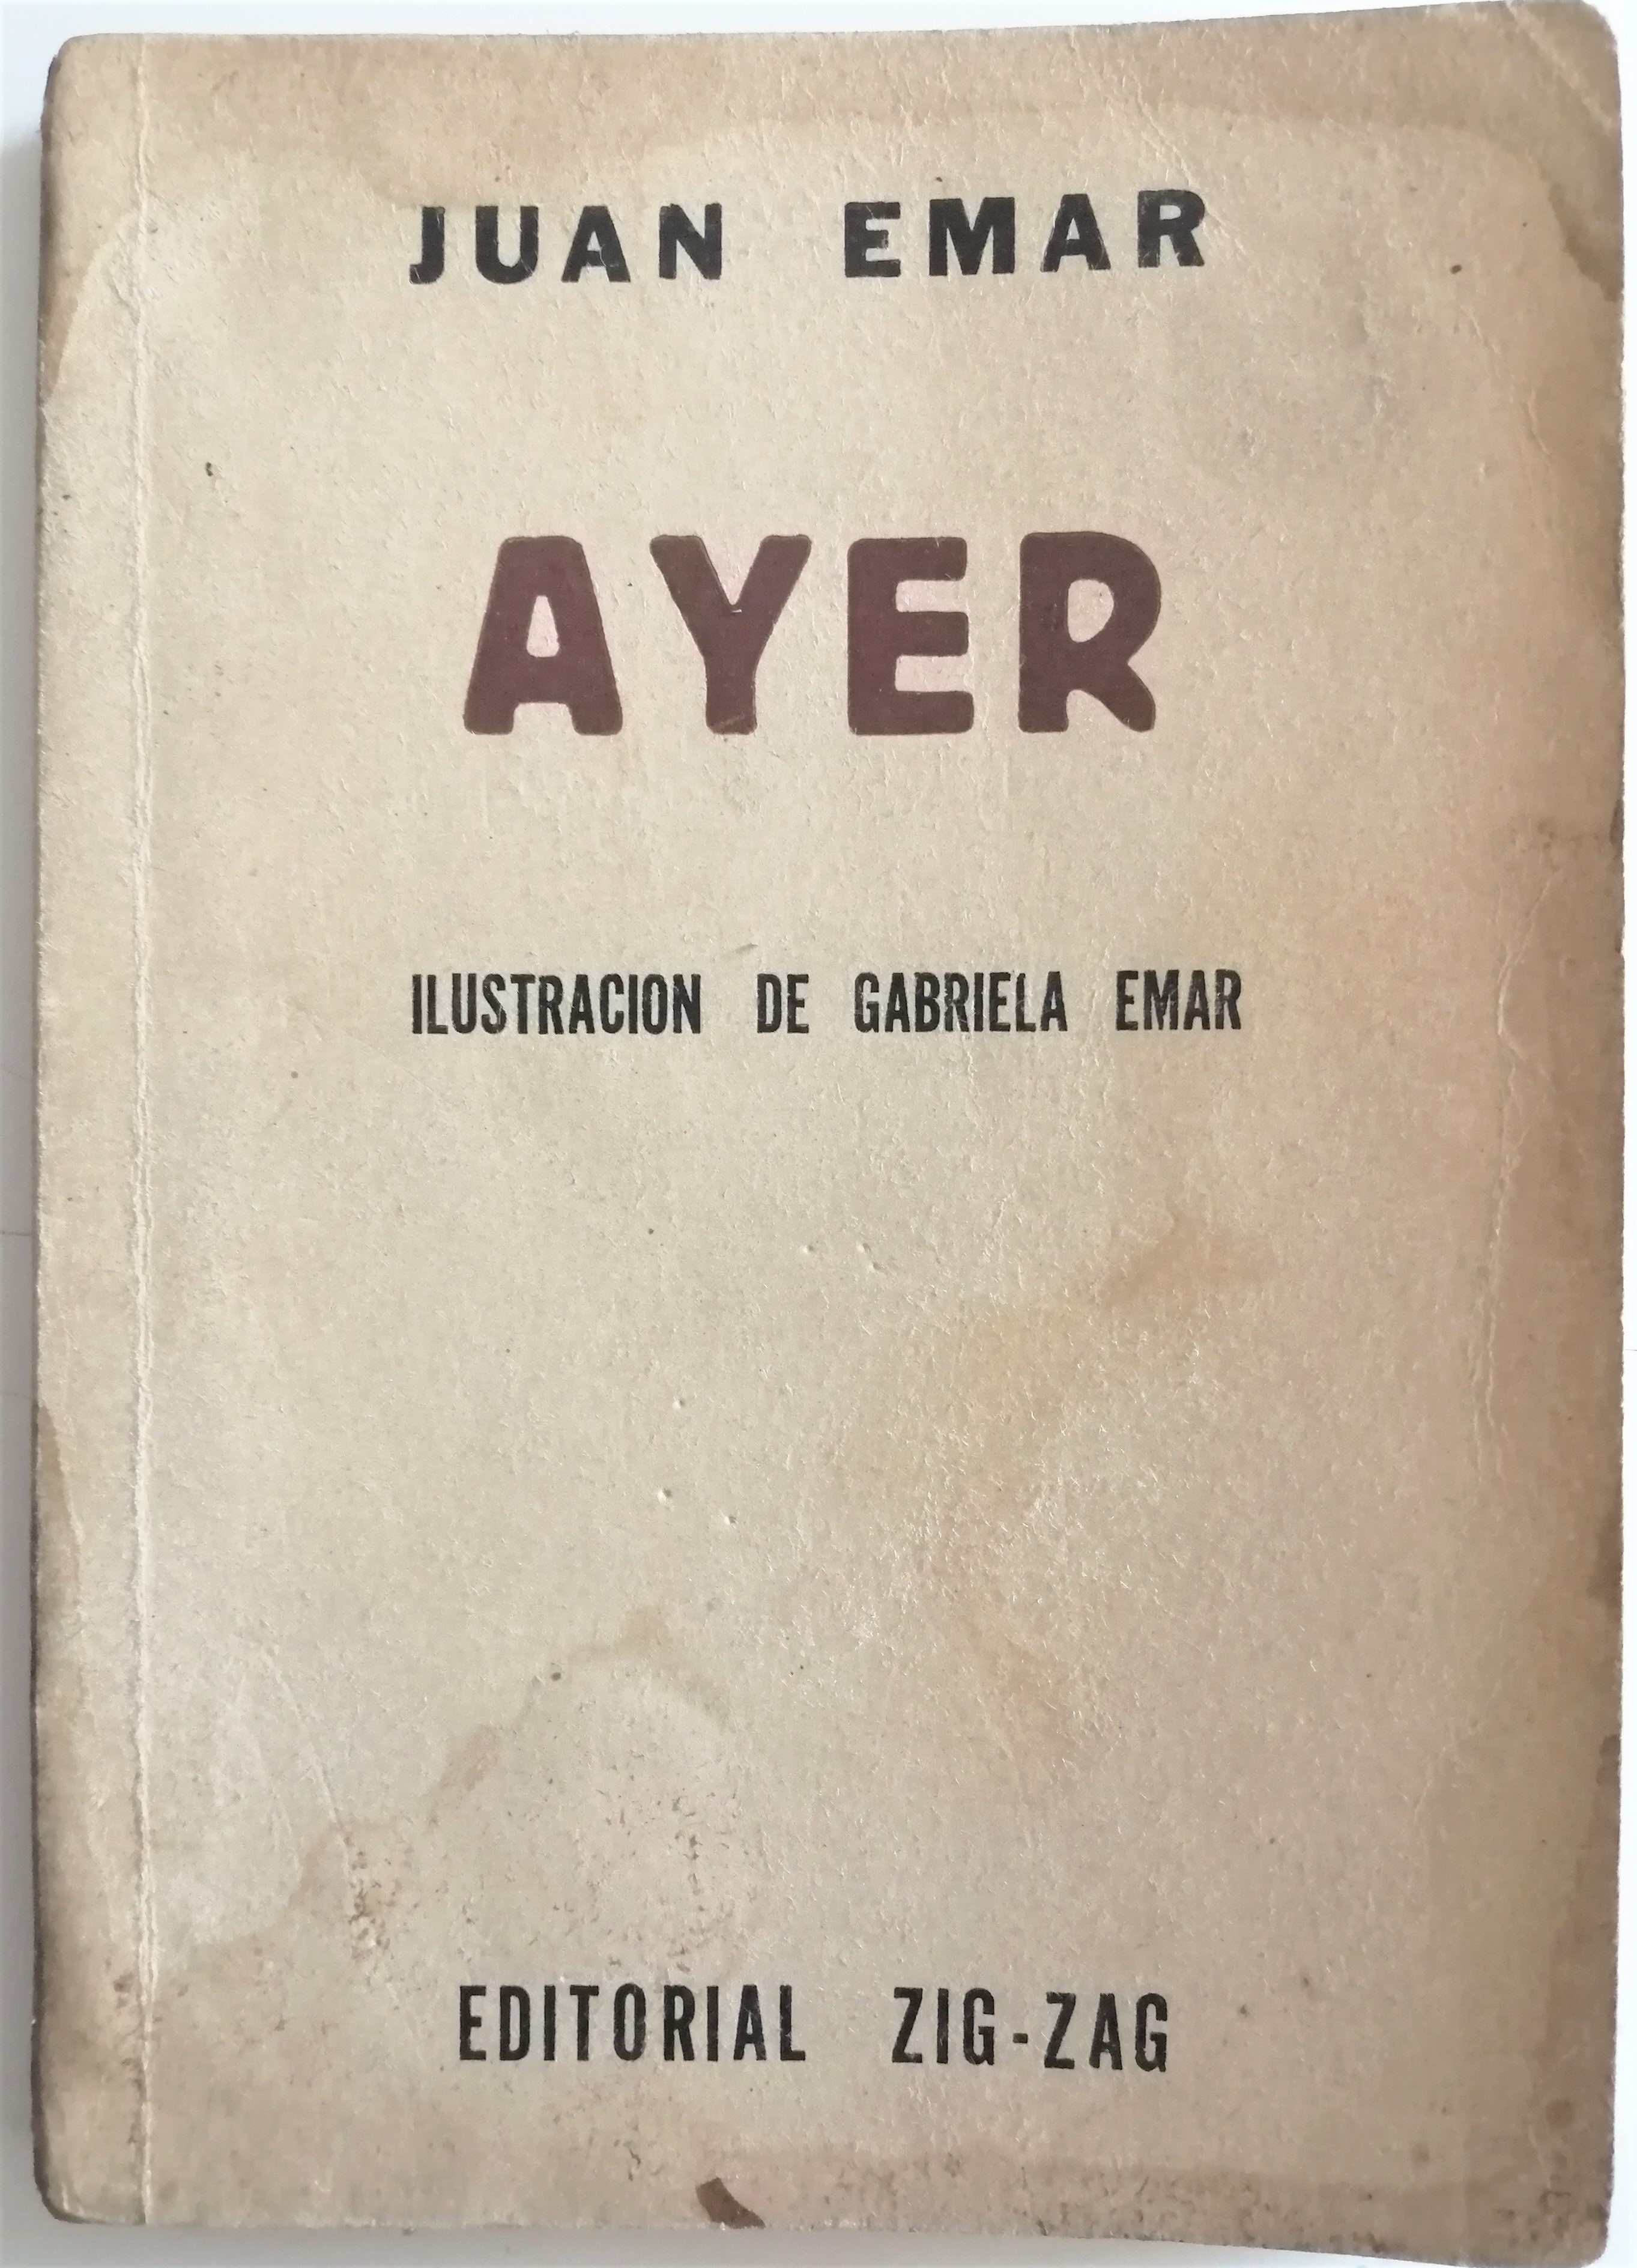 JUAN EMAR
AYER
ILUSTRACION DE GABRIELA EMAR
EDITORIAL ZIG-ZAG